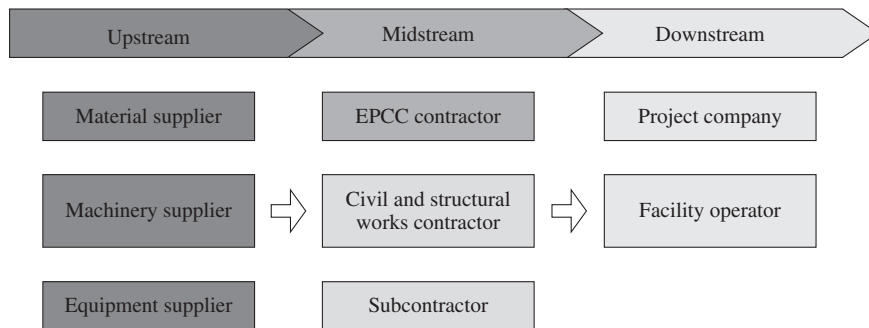 Upstream
Midstream
Downstream
Material supplier
EPCC contractor
Project company
Machinery supplier
Civil and structural
works contractor
Facility operator
Equipment supplier
Subcontractor